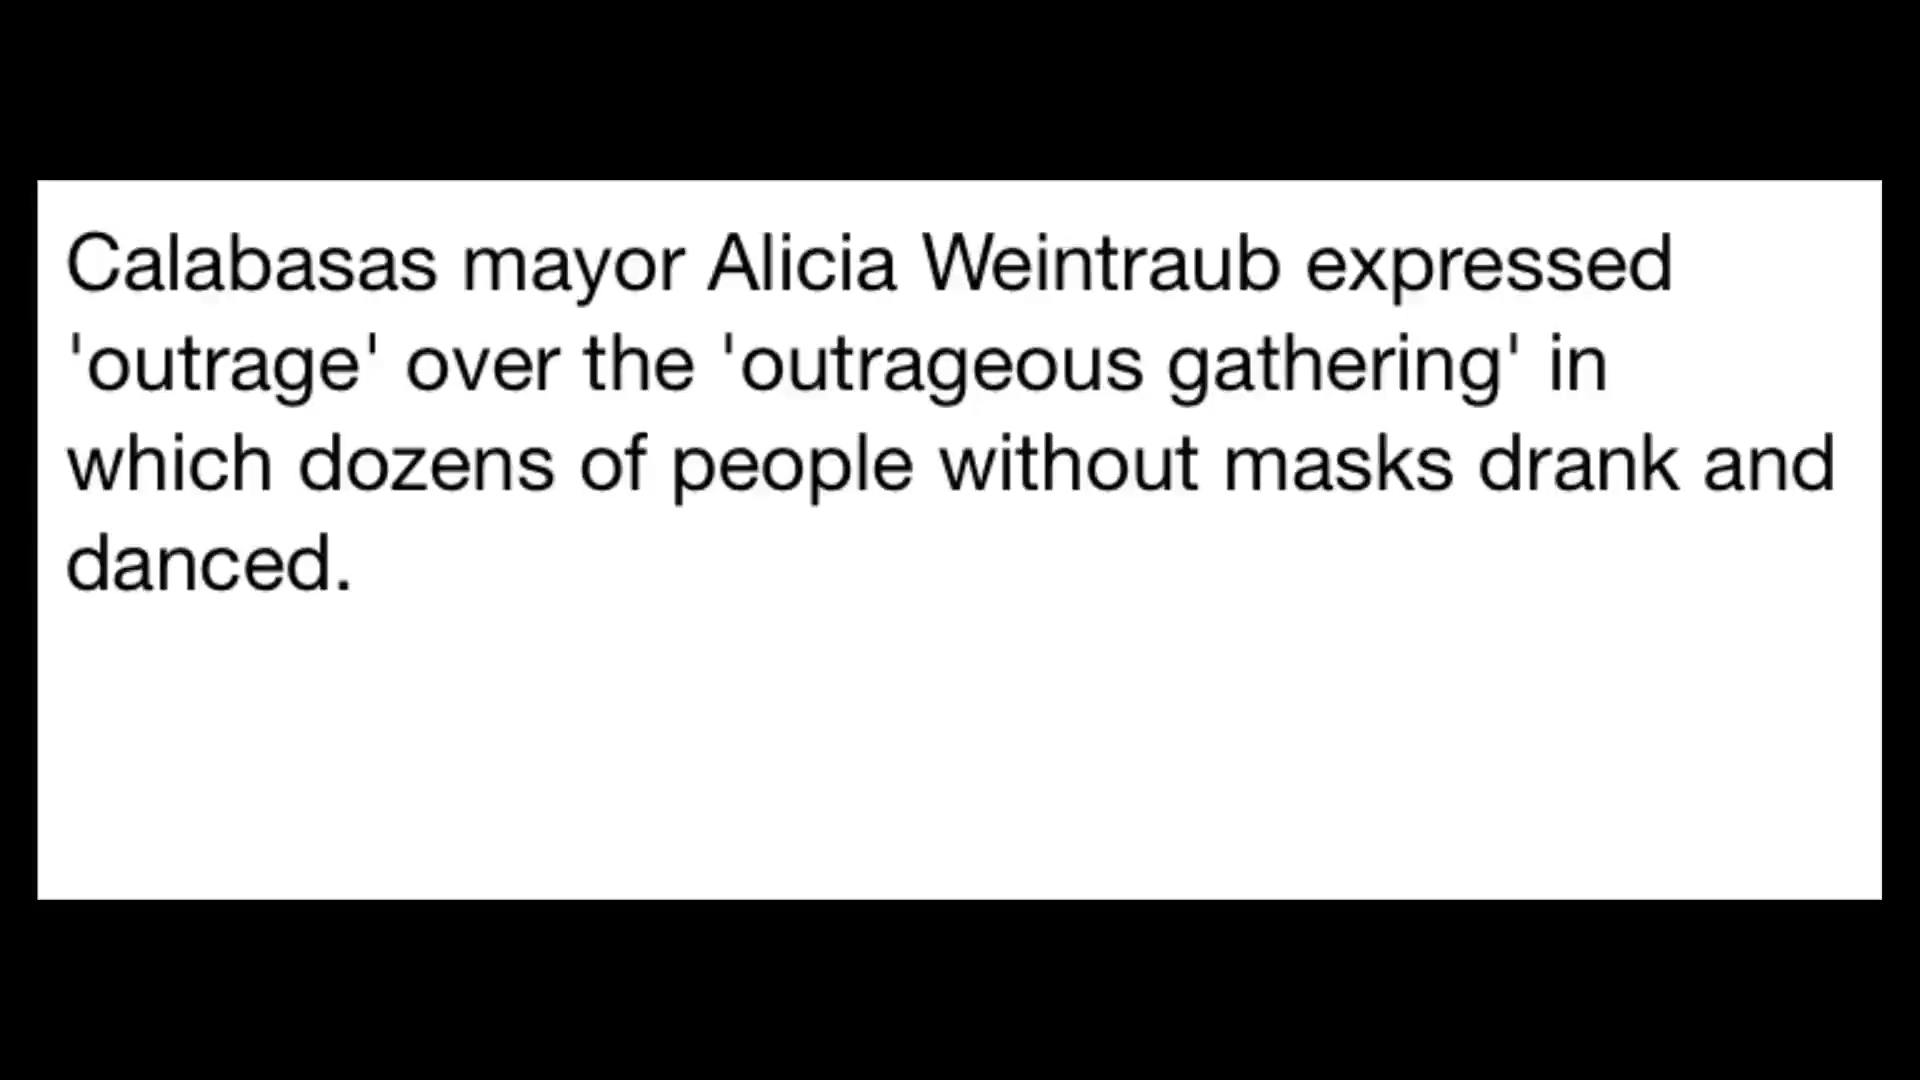 Calabasas mayor Alicia Weintraub expressed
'outrage' over the 'outrageous gathering' in
which dozens of people without masks drank and
danced.